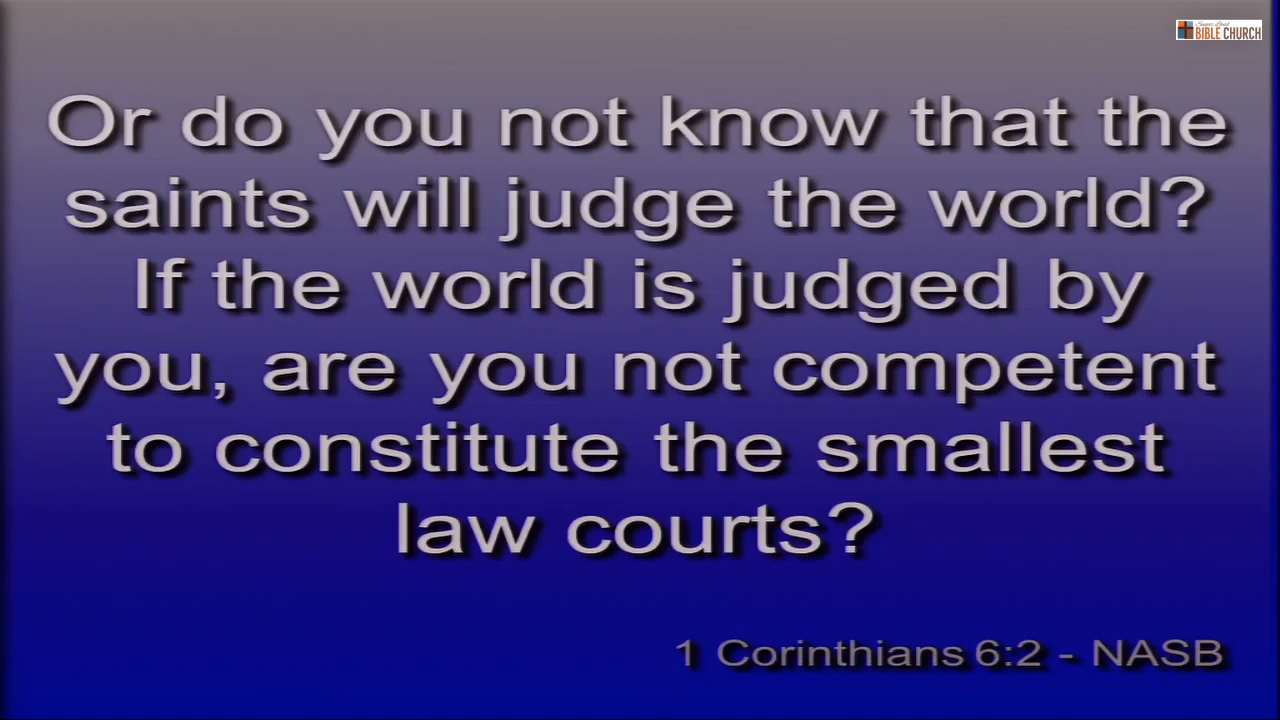 BIBLE CHURCH
Or do you not know that the
saints will judge the world?
If the world is judged by
you, are you not competent
to constitute the smallest
law courts?
1 Corinthians 6:2 - NASB